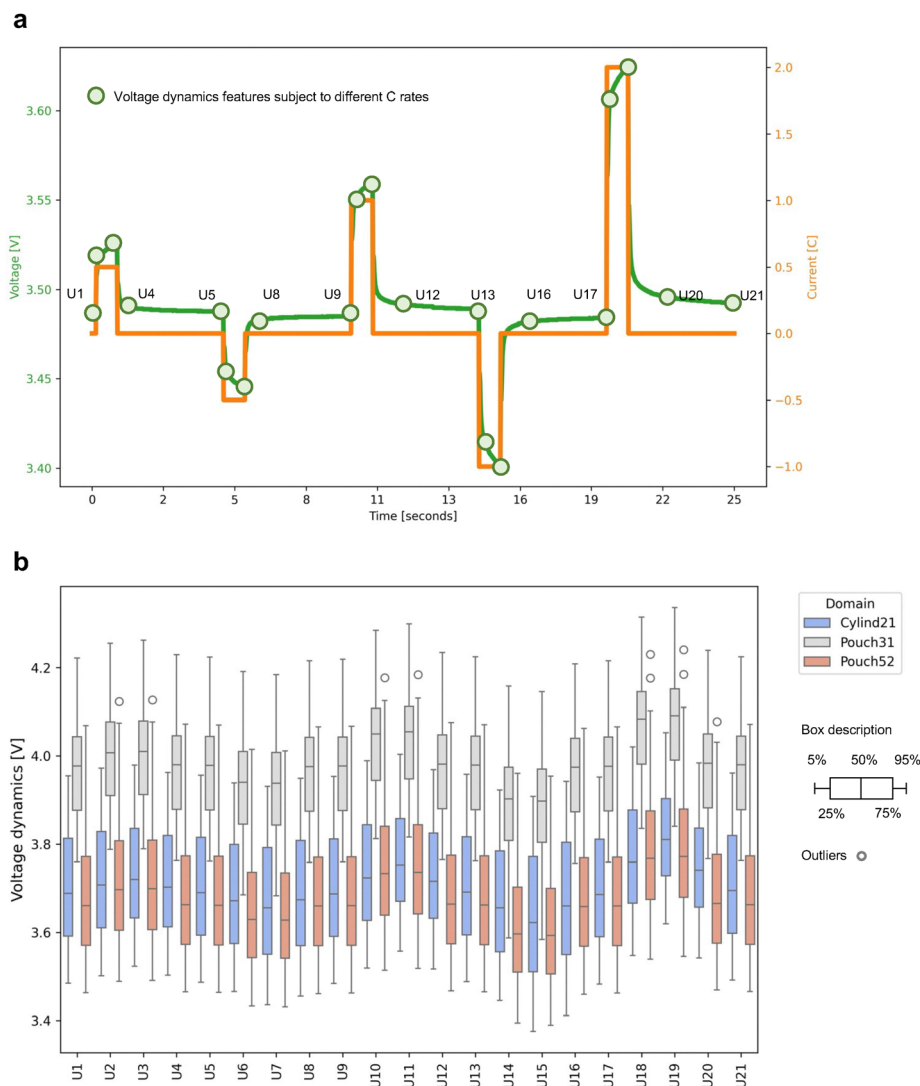 a
Voltage dynamics features subject to different C rates
3.60
3.55
3.50
3.45
3.40
Voltage [V]
2.0
1.5
1.0
0.5
0.0
−0.5
−1.0
Current [C]
U1 U4 U5 U8 U9 U12 U13 U16 U17 U20 U21
0 2 5 8 11 13 16 19 22 25
Time [seconds]
b
4.2
4.0
3.8
3.6
3.4
Voltage dynamics [V]
U1 U2 U3 U4 U5 U6 U7 U8 U9 U10 U11 U12 U13 U14 U15 U16 U17 U18 U19 U20 U21
Domain
Cylind21
Pouch31
Pouch52
Box description
5% 50% 95%
25% 75%
Outliers